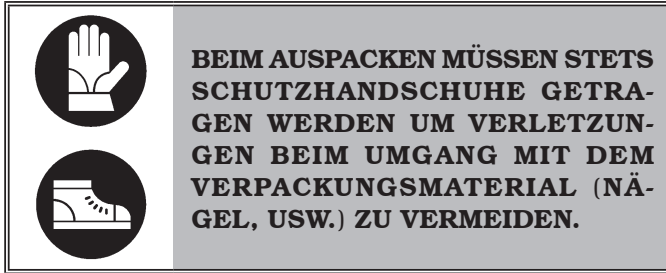 BEIM AUSPACKEN MÜSSEN STETS
SCHUTZHANDSCHUHE GETRA-
GEN WERDEN UM VERLETZUN-
GEN BEIM UMGANG MIT DEM
VERPACKUNGSMATERIAL (NÄ-
GEL, USW.) ZU VERMEIDEN.